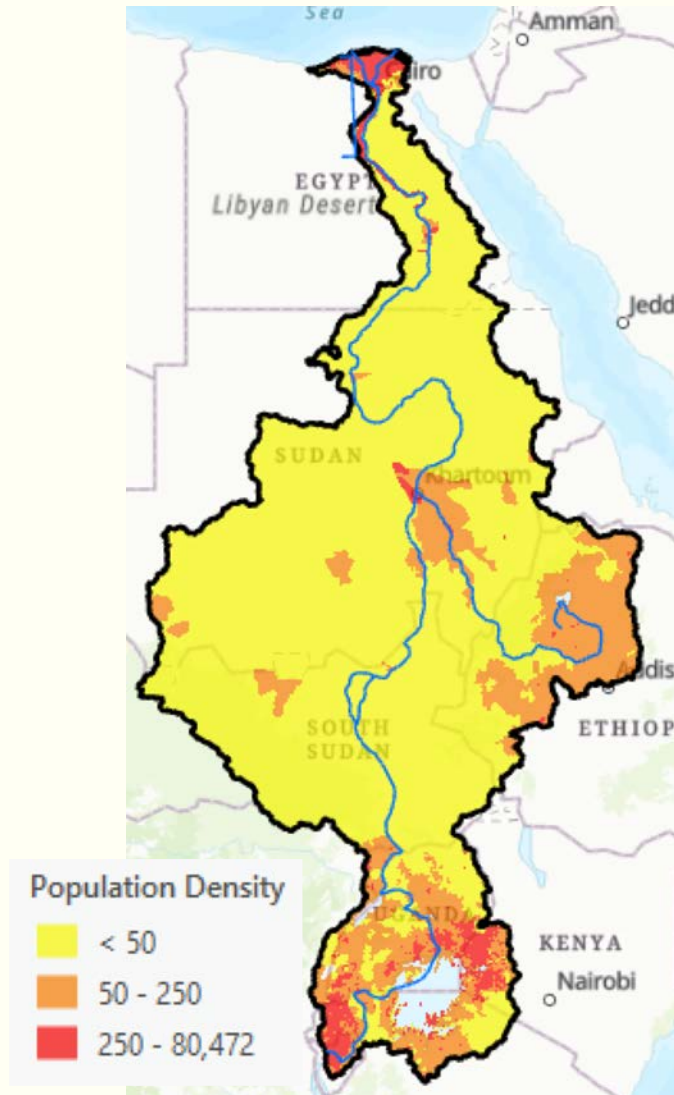 Sea
Amman
Cairo
EGYPT
Libyan Desert
Jedd
SUDAN
Khartoum
Addis
SOUTH
SUDAN
ETHIOP
Population Density
< 50
50 - 250
250 - 80,472
UGANDA
KENYA
Nairobi